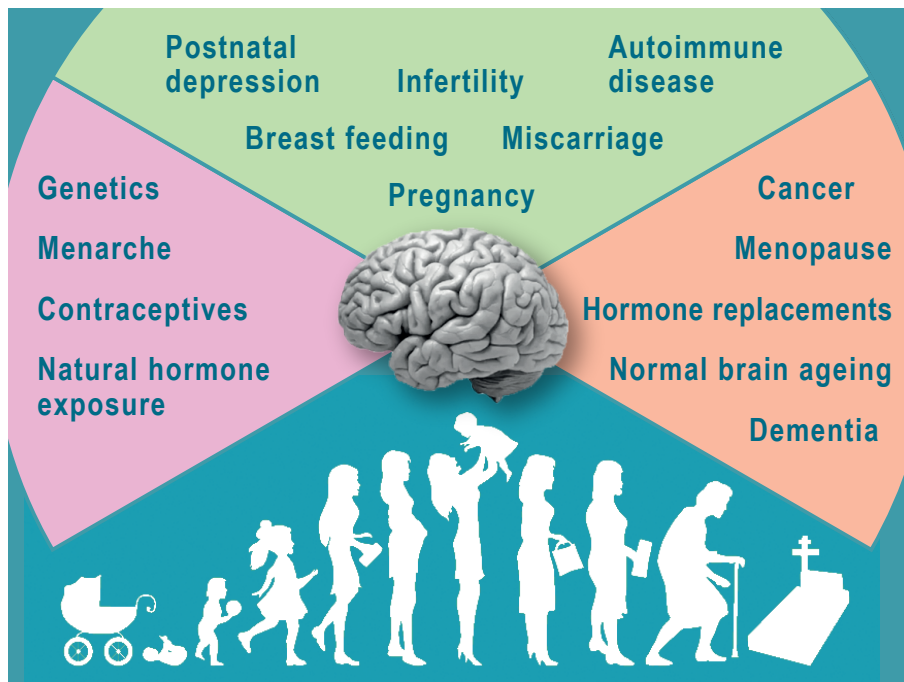 Postnatal
depression
Infertility
Autoimmune
disease
Breast feeding
Miscarriage
Pregnancy
Genetics
Menarche
Contraceptives
Natural hormone
exposure
Cancer
Menopause
Hormone replacements
Normal brain ageing
Dementia